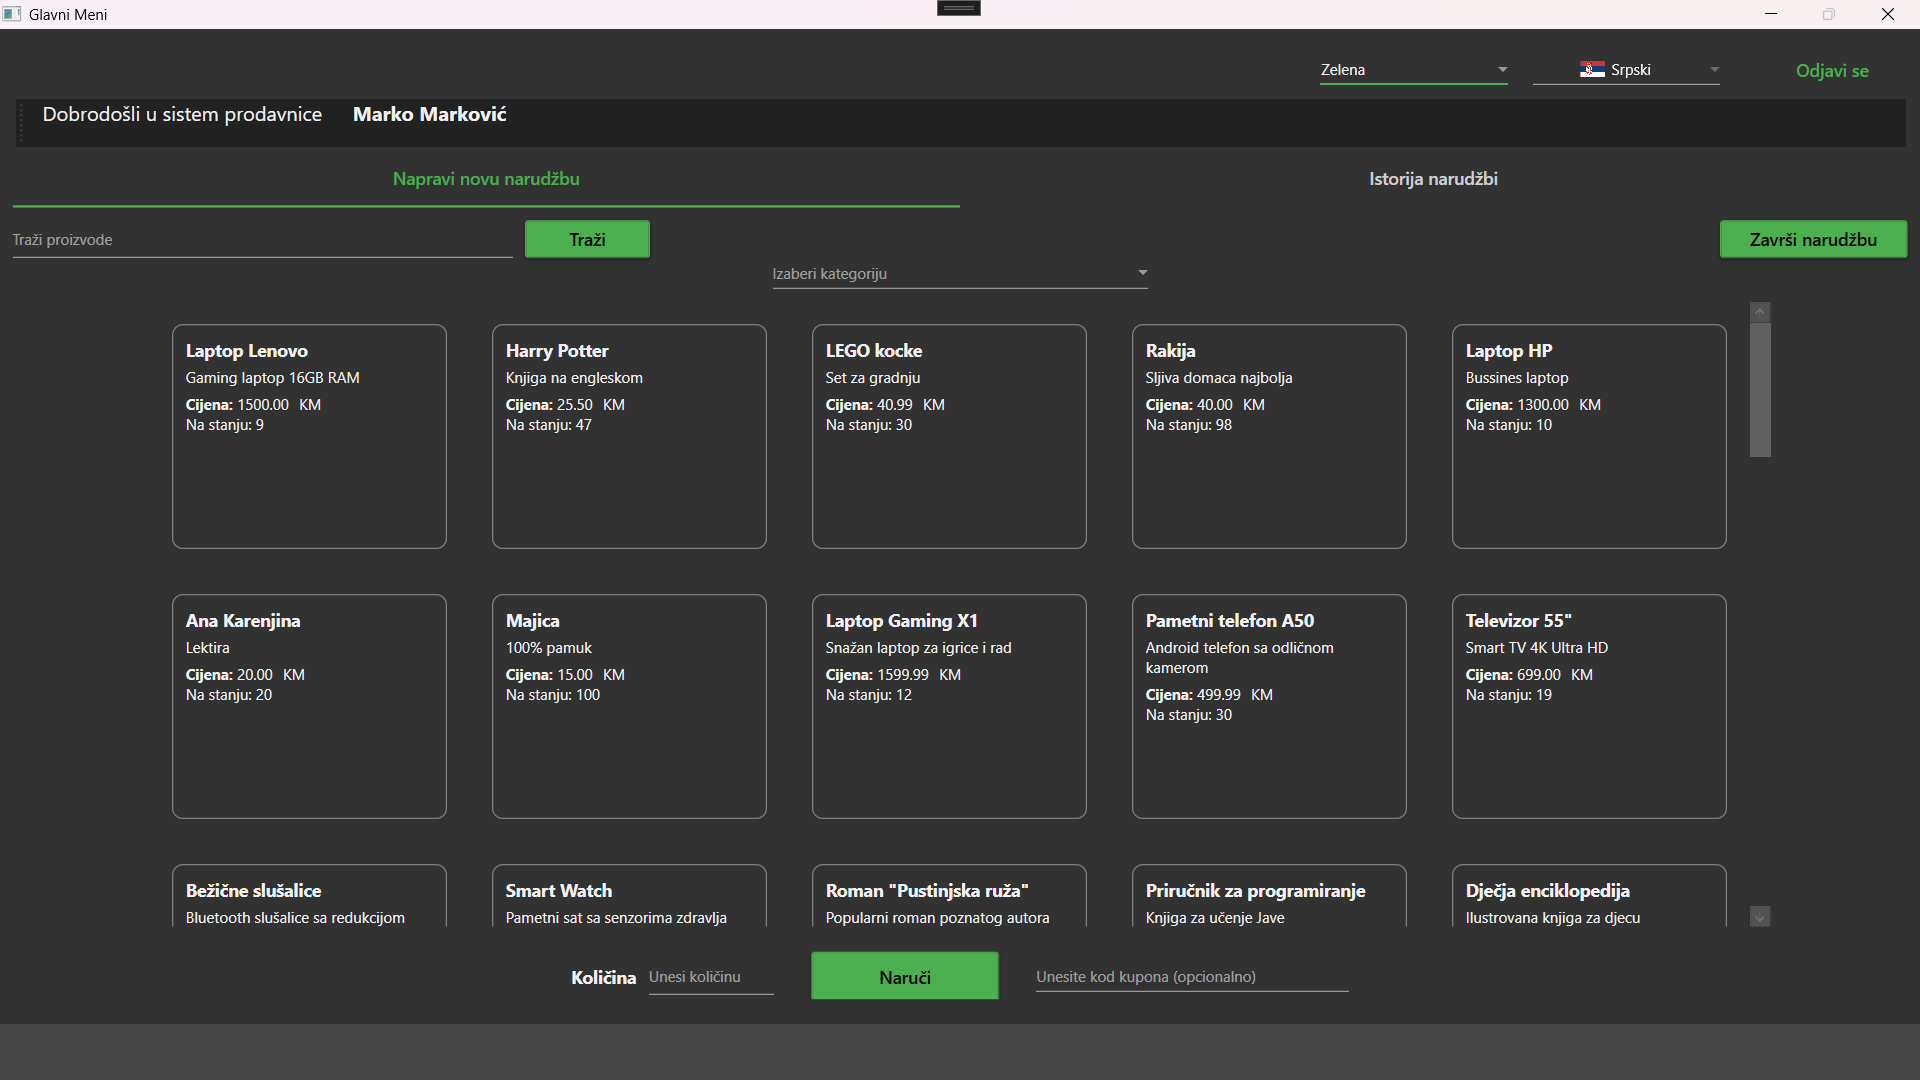 Glavni Meni
Zelena
Srpski
Odjavi se
Dobrodošli u sistem prodavnice Marko Marković
Napravi novu narudžbu
Istorija narudžbi
Traži proizvode
Traži
Završi narudžbu
Izaberi kategoriju
Laptop Lenovo
Gaming laptop 16GB RAM
Cijena: 1500.00 KM
Na stanju: 9
Harry Potter
Knjiga na engleskom
Cijena: 25.50 KM
Na stanju: 47
LEGO kocke
Set za gradnju
Cijena: 40.99 KM
Na stanju: 30
Rakija
Sljiva domaca najbolja
Cijena: 40.00 KM
Na stanju: 98
Laptop HP
Bussines laptop
Cijena: 1300.00 KM
Na stanju: 10
Ana Karenjina
Lektira
Cijena: 20.00 KM
Na stanju: 20
Majica
100% pamuk
Cijena: 15.00 KM
Na stanju: 100
Laptop Gaming X1
Snažan laptop za igrice i rad
Cijena: 1599.99 KM
Na stanju: 12
Pametni telefon A50
Android telefon sa odličnom
kamerom
Cijena: 499.99 KM
Na stanju: 30
Televizor 55"
Smart TV 4K Ultra HD
Cijena: 699.00 KM
Na stanju: 19
Bežične slušalice
Bluetooth slušalice sa redukcijom
Smart Watch
Pametni sat sa senzorima zdravlja
Roman "Pustinjska ruža"
Popularni roman poznatog autora
Priručnik za programiranje
Knjiga za učenje Jave
Dječja enciklopedija
Ilustrovana knjiga za djecu
Količina
Unesi količinu
Naruči
Unesite kod kupona (opcionalno)